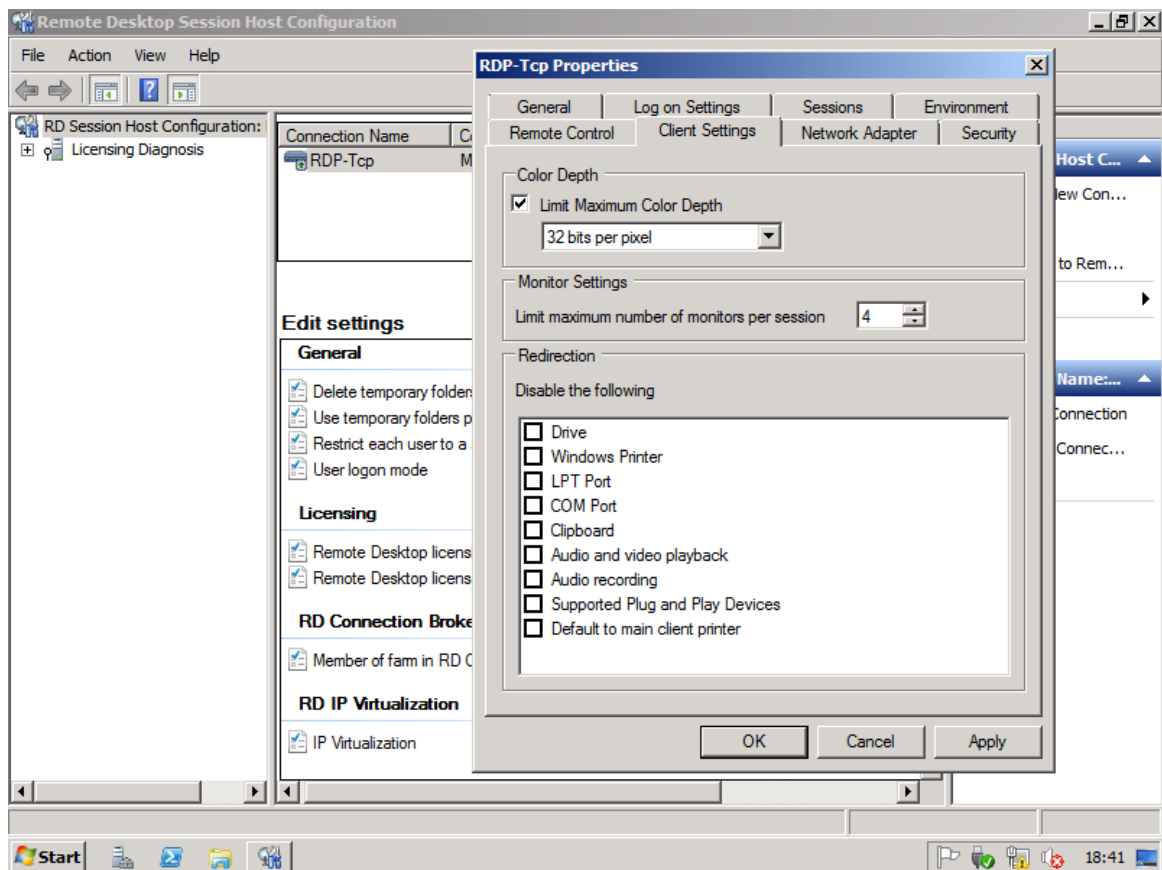 Remote Desktop Session Host Configuration
File Action View Help
RD Session Host Configuration:
Licensing Diagnosis
Connection Name
RDP-Tcp
Edit settings
General
Delete temporary folders
Use temporary folders p
Restrict each user to a
User logon mode
Licensing
Remote Desktop licens
Remote Desktop licens
RD Connection Broke
Member of farm in RD C
RD IP Virtualization
IP Virtualization
RDP-Tcp Properties
General Log on Settings Sessions Environment
Remote Control Client Settings Network Adapter Security
Color Depth
Limit Maximum Color Depth
32 bits per pixel
Monitor Settings
Limit maximum number of monitors per session 4
Redirection
Disable the following
Drive
Windows Printer
LPT Port
COM Port
Clipboard
Audio and video playback
Audio recording
Supported Plug and Play Devices
Default to main client printer
OK Cancel Apply
Host C...
New Con...
to Rem...
Name:...
Connection
Connec...
Start 18:41